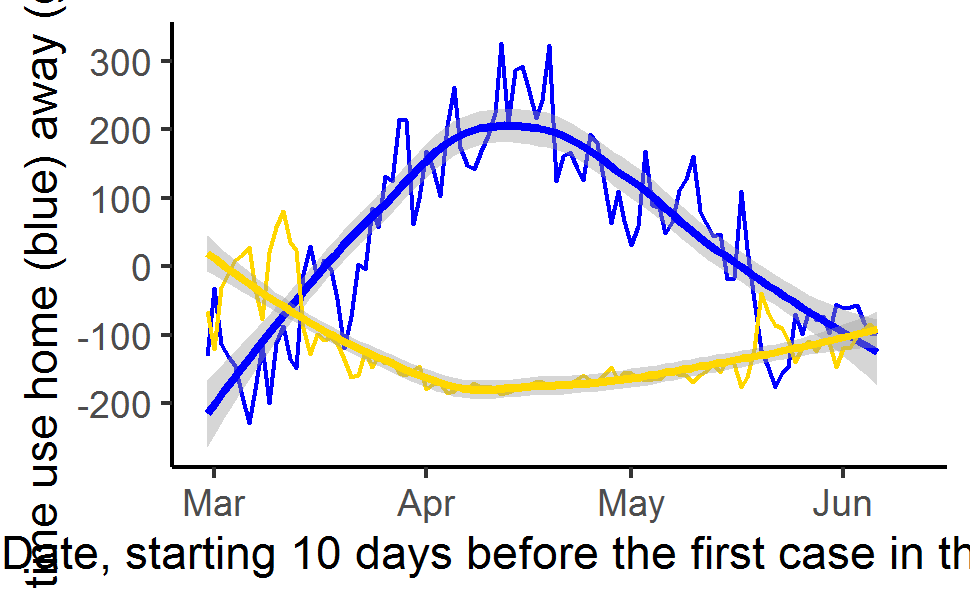 time use home (blue) away (g
300
200
100
0
-100
-200
Mar Apr May Jun
Date, starting 10 days before the first case in th